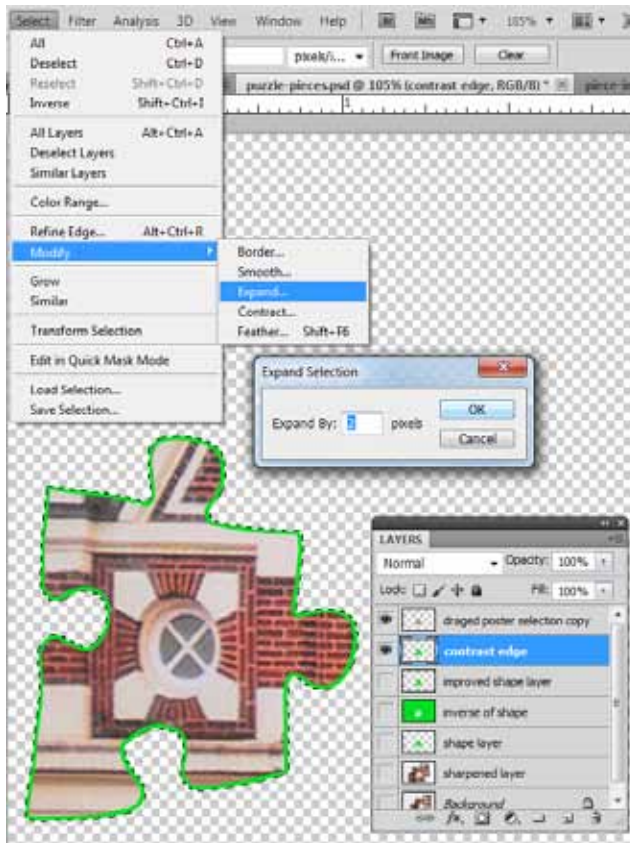 Select Filter Analysis 3D View Window Help Br Mb 105%
pixels/i... Front Image Clear
puzzle-pieces.psd @ 105% (contrast edge, RGB/8) *
1
All Ctrl+A
Deselect Ctrl+D
Reselect Shift+Ctrl+D
Inverse Shift+Ctrl+I
All Layers Alt+Ctrl+A
Deselect Layers
Similar Layers
Color Range...
Refine Edge... Alt+Ctrl+R
Modify
Grow
Similar
Transform Selection
Edit in Quick Mask Mode
Load Selection...
Save Selection...
Border...
Smooth...
Expand...
Contract...
Feather... Shift+F6
Expand Selection
Expand By: 2 pixels
OK
Cancel
LAYERS
Normal Opacity: 100%
Lock: Fill: 100%
draged poster selection copy
contrast edge
improved shape layer
inverse of shape
shape layer
sharpened layer
Background
fx.